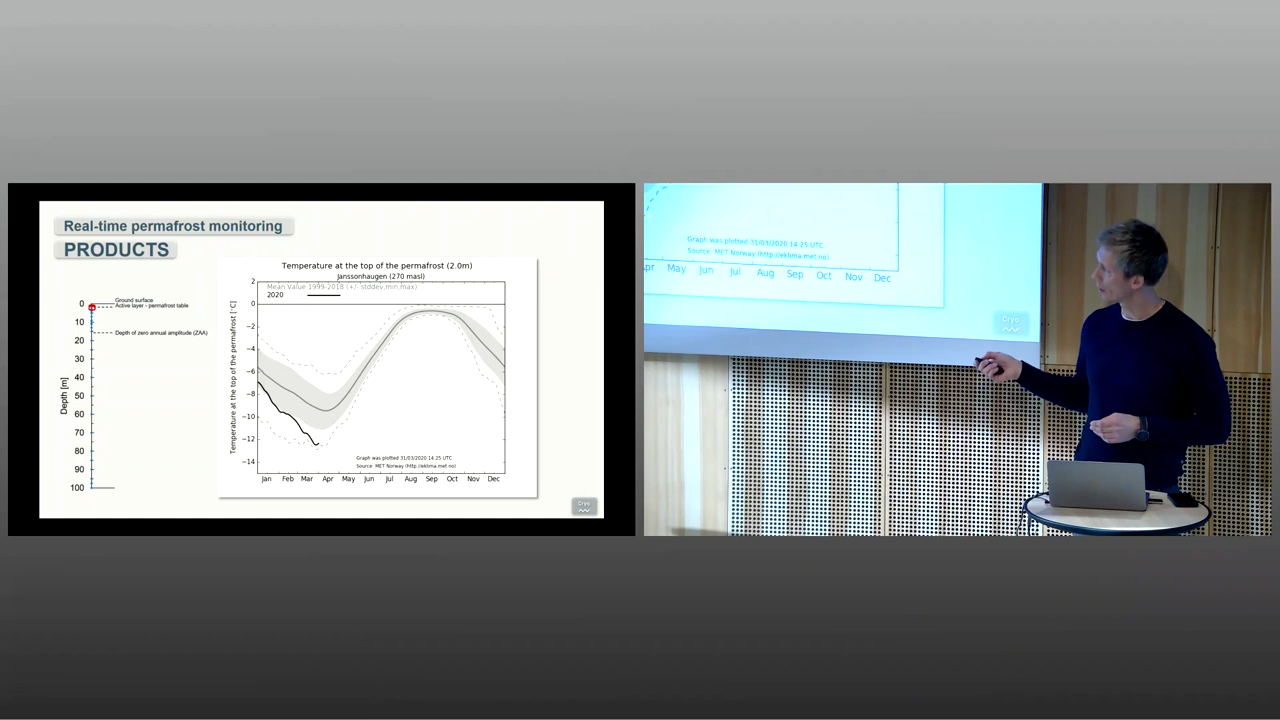 Real-time permafrost monitoring
PRODUCTS
0
10
20
30
40
50
60
70
80
90
100
Depth [m]
Ground surface
Active layer - permafrost table
Depth of zero annual amplitude (ZAA)
Temperature at the top of the permafrost (2.0m)
Janssonhaugen (270 masl)
Mean Value 1999-2018 (+/- stddev,min,max)
2020
Temperature at the top of the permafrost [°C]
2
0
−2
−4
−6
−8
−10
−12
−14
Graph was plotted 31/03/2020 14:25 UTC
Source: MET Norway (http://eklima.met.no)
Jan Feb Mar Apr May Jun Jul Aug Sep Oct Nov Dec
Cryo
Graph was plotted 31/03/2020 14:25 UTC
Source: MET Norway (http://eklima.met.no)
pr May Jun Jul Aug Sep Oct Nov Dec
Cryo